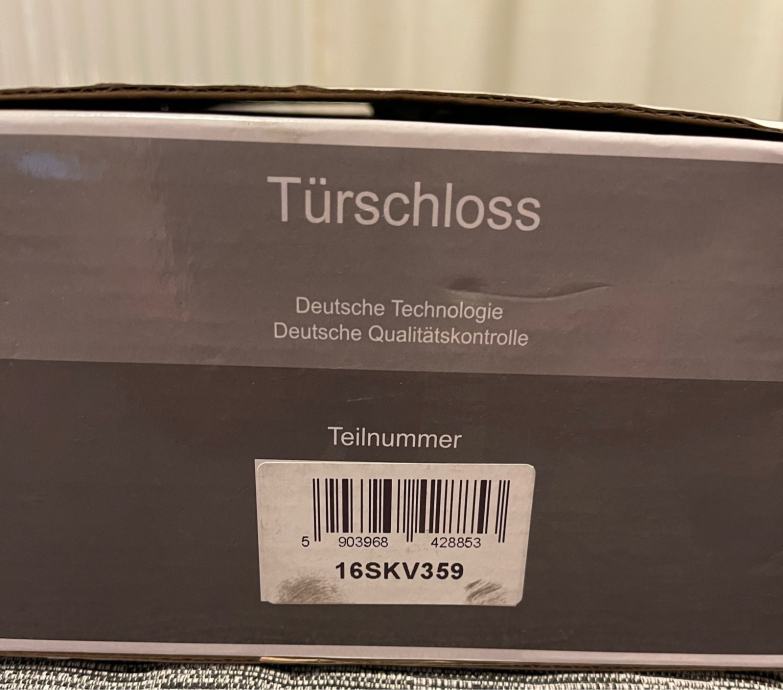 Türschloss
Deutsche Technologie
Deutsche Qualitätskontrolle
Teilnummer
5 903968 428853
16SKV359